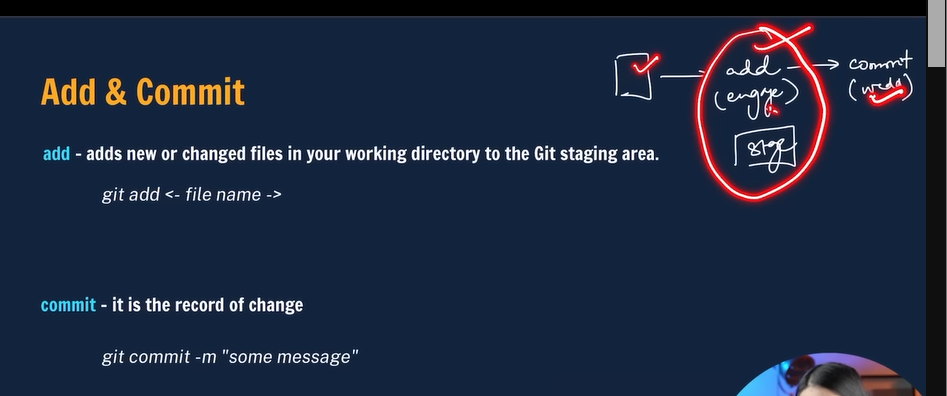 Add & Commit
add - adds new or changed files in your working directory to the Git staging area.
git add <- file name ->
commit - it is the record of change
git commit -m "some message"
add
(engage)
stage
commit